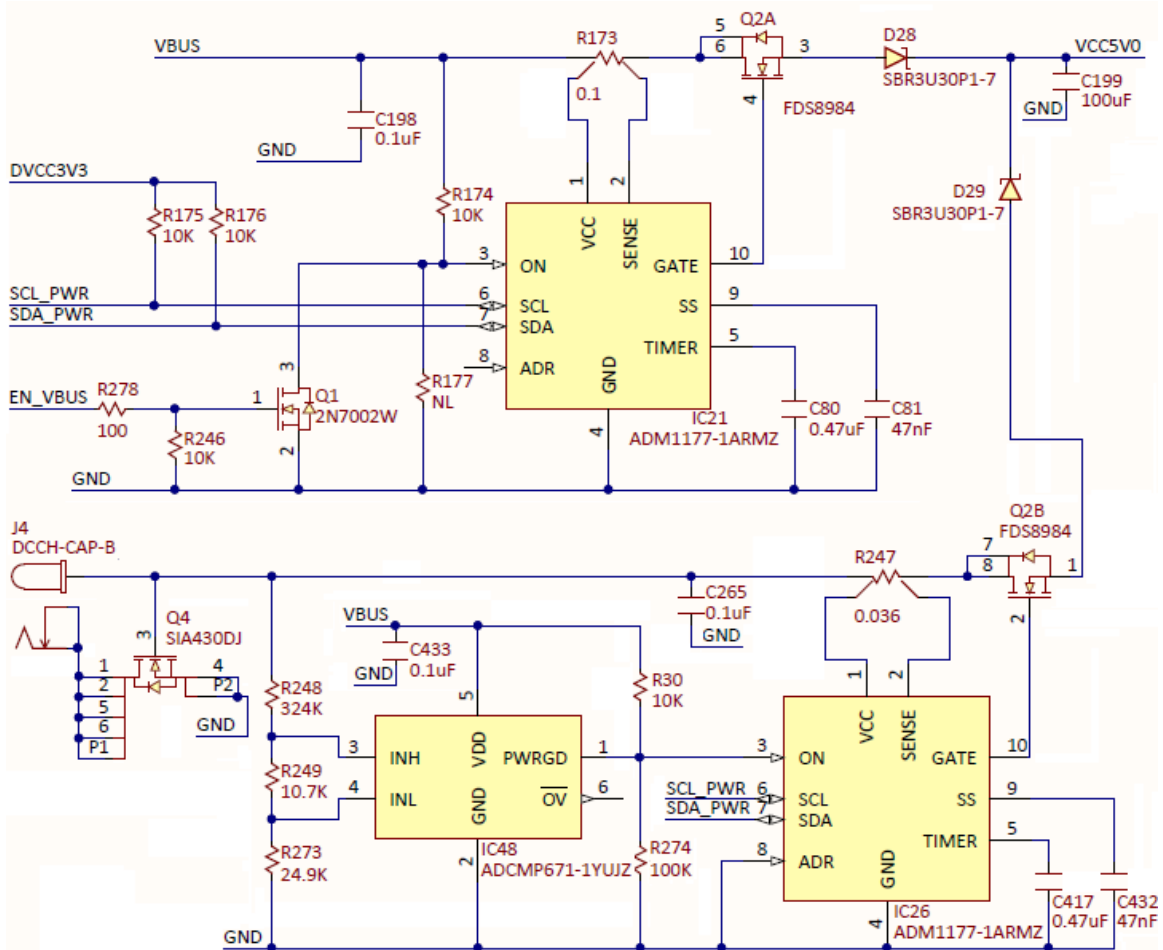 Q2A
VBUS
R173
5
6
3
D28
VCC5V0
0.1
4
FDS8984
SBR3U30P1-7
C199
100uF
GND
C198
0.1uF
GND
DVCC3V3
1
2
R174
10K
D29
SBR3U30P1-7
R175
10K
R176
10K
VCC
SENSE
3
ON
GATE
10
SCL_PWR
6
SCL
SS
9
SDA_PWR
7
SDA
TIMER
5
8
ADR
GND
3
R177
NL
EN_VBUS
R278
100
1
Q1
2N7002W
C80
0.47uF
C81
47nF
R246
10K
2
4
IC21
ADM1177-1ARMZ
GND
J4
DCCH-CAP-B
Q2B
FDS8984
R247
7
8
1
Q4
SIA430DJ
VBUS
C265
0.1uF
0.036
3
C433
0.1uF
GND
GND
2
1
4
2
P2
5
6
P1
GND
R248
324K
5
R30
10K
1
2
VCC
SENSE
3
INH
VDD
PWRGD
1
3
ON
GATE
10
R249
10.7K
4
INL
GND
OV
6
SCL_PWR
6
SCL
SS
9
SDA_PWR
7
SDA
TIMER
5
R273
24.9K
2
IC48
ADCMP671-1YUJZ
R274
100K
8
ADR
GND
C417
0.47uF
C432
47nF
GND
4
IC26
ADM1177-1ARMZ